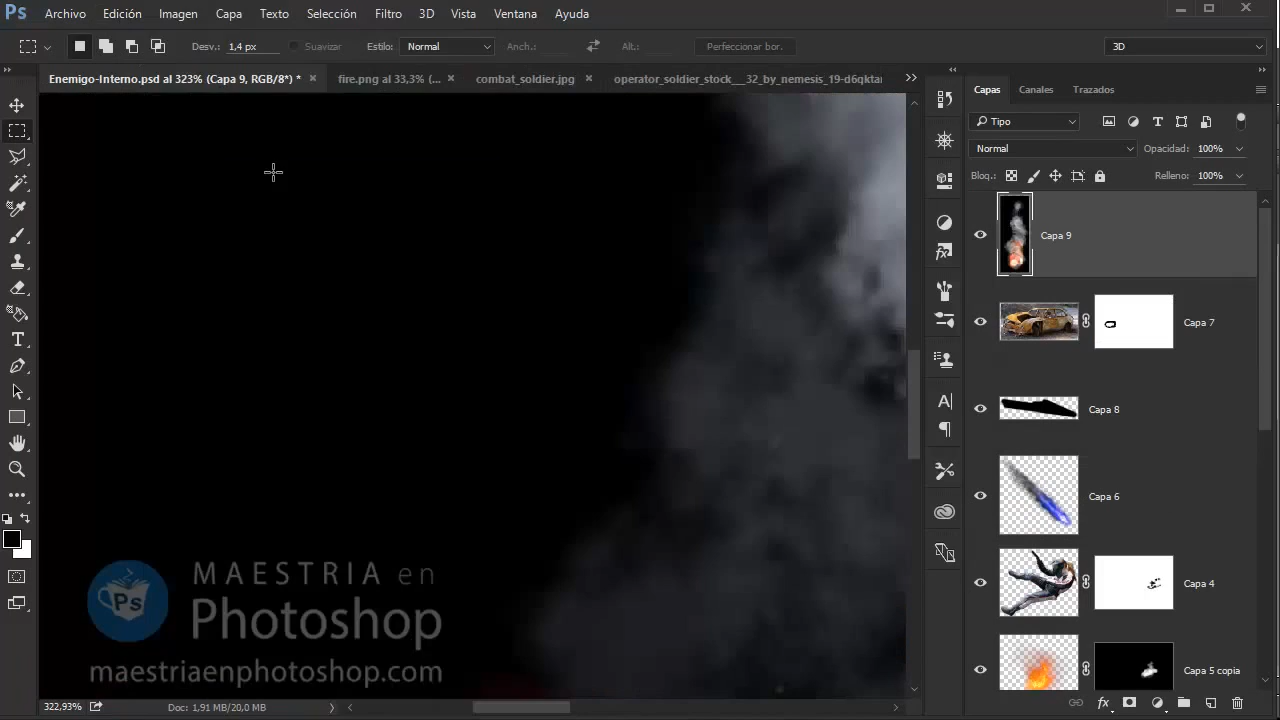 Ps Archivo Edición Imagen Capa Texto Selección Filtro 3D Vista Ventana Ayuda
Desv.: 1,4 px Suavizar Estilo: Normal Anch.: Alt.: Perfeccionar bor. 3D
Enemigo-Interno.psd al 323% (Capa 9, RGB/8*) * fire.png al 33,3% (... combat_soldier.jpg operator_soldier_stock___32_by_nemesis_19-d6qktar
Capas Canales Trazados
Tipo
Normal Opacidad: 100%
Bloq.: Relleno: 100%
Capa 9
Capa 7
Capa 8
Capa 6
Capa 4
Capa 5 copia
Ps
MAESTRIA en
Photoshop
maestriaenphotoshop.com
322,93% Doc: 1,91 MB/20,0 MB